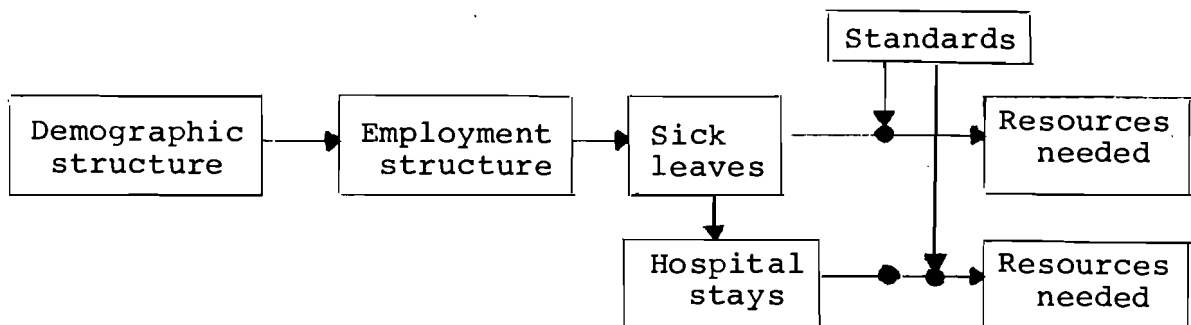 Standards
Demographic
structure
Employment
structure
Sick
leaves
Resources
needed
Hospital
stays
Resources
needed